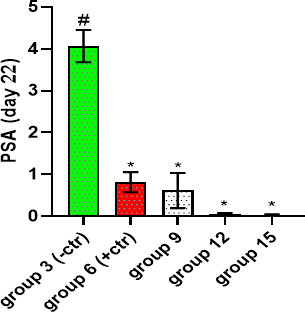 PSA (day 22)
5
4
3
2
1
0
#
*
*
*
*
group 3 (-ctr)
group 6 (+ctr)
group 9
group 12
group 15